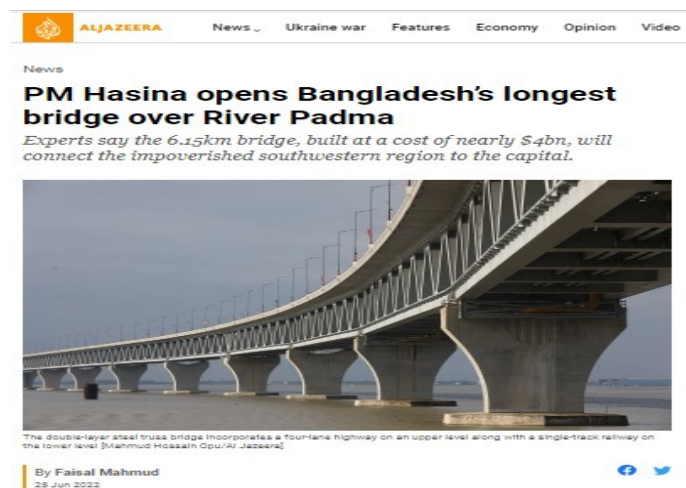 ALJAZEERA News Ukraine war Features Economy Opinion Video
News
PM Hasina opens Bangladesh's longest
bridge over River Padma
Experts say the 6.15km bridge, built at a cost of nearly $4bn, will
connect the impoverished southwestern region to the capital.
The double-layer steel truss bridge incorporates a four-lane highway on an upper level along with a single-track railway on
the lower level [Mahmud Hossain Opu/Al Jazeera]
By Faisal Mahmud
25 Jun 2022